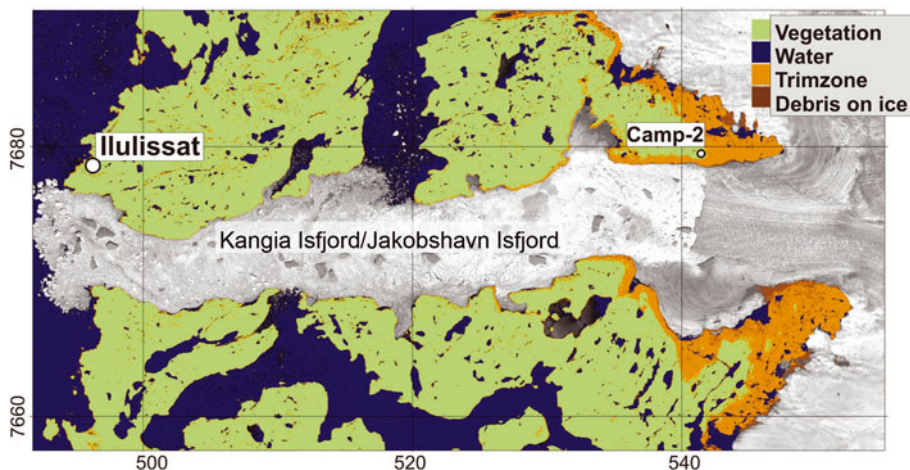 Vegetation
Water
Trimzone
Debris on ice
7680
Ilulissat
Camp-2
Kangia Isfjord/Jakobshavn Isfjord
7660
500
520
540